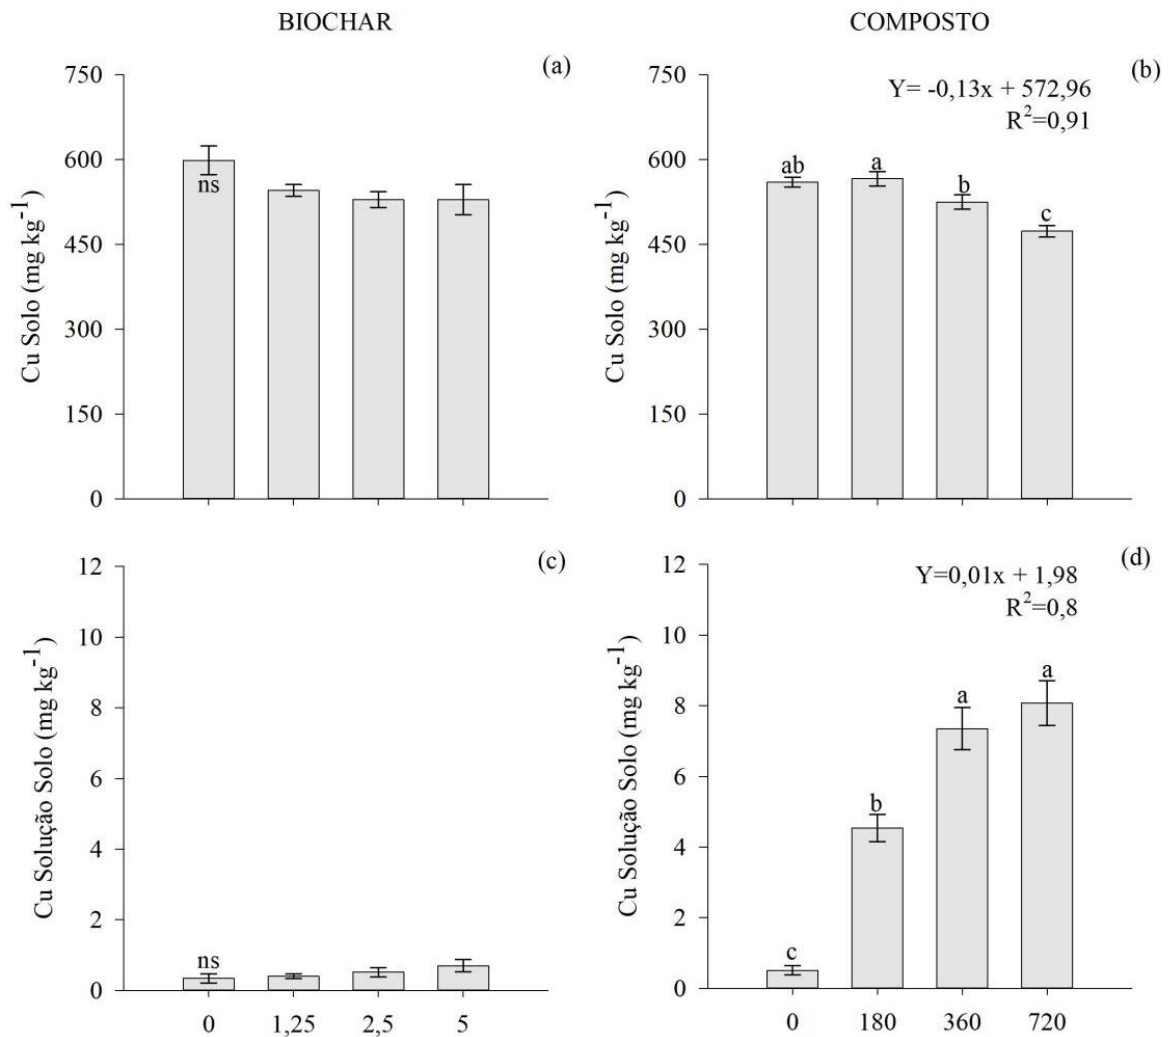 BIOCHAR
(a)
750
600
450
300
150
0
Cu Solo (mg kg-1)
ns
COMPOSTO
(b)
Y= -0,13x + 572,96
R2=0,91
750
600
450
300
150
0
Cu Solo (mg kg-1)
ab
a
b
c
(c)
12
10
8
6
4
2
0
Cu Solução Solo (mg kg-1)
ns
0 1,25 2,5 5
(d)
Y=0,01x + 1,98
R2=0,8
12
10
8
6
4
2
0
Cu Solução Solo (mg kg-1)
c
b
a
a
0 180 360 720